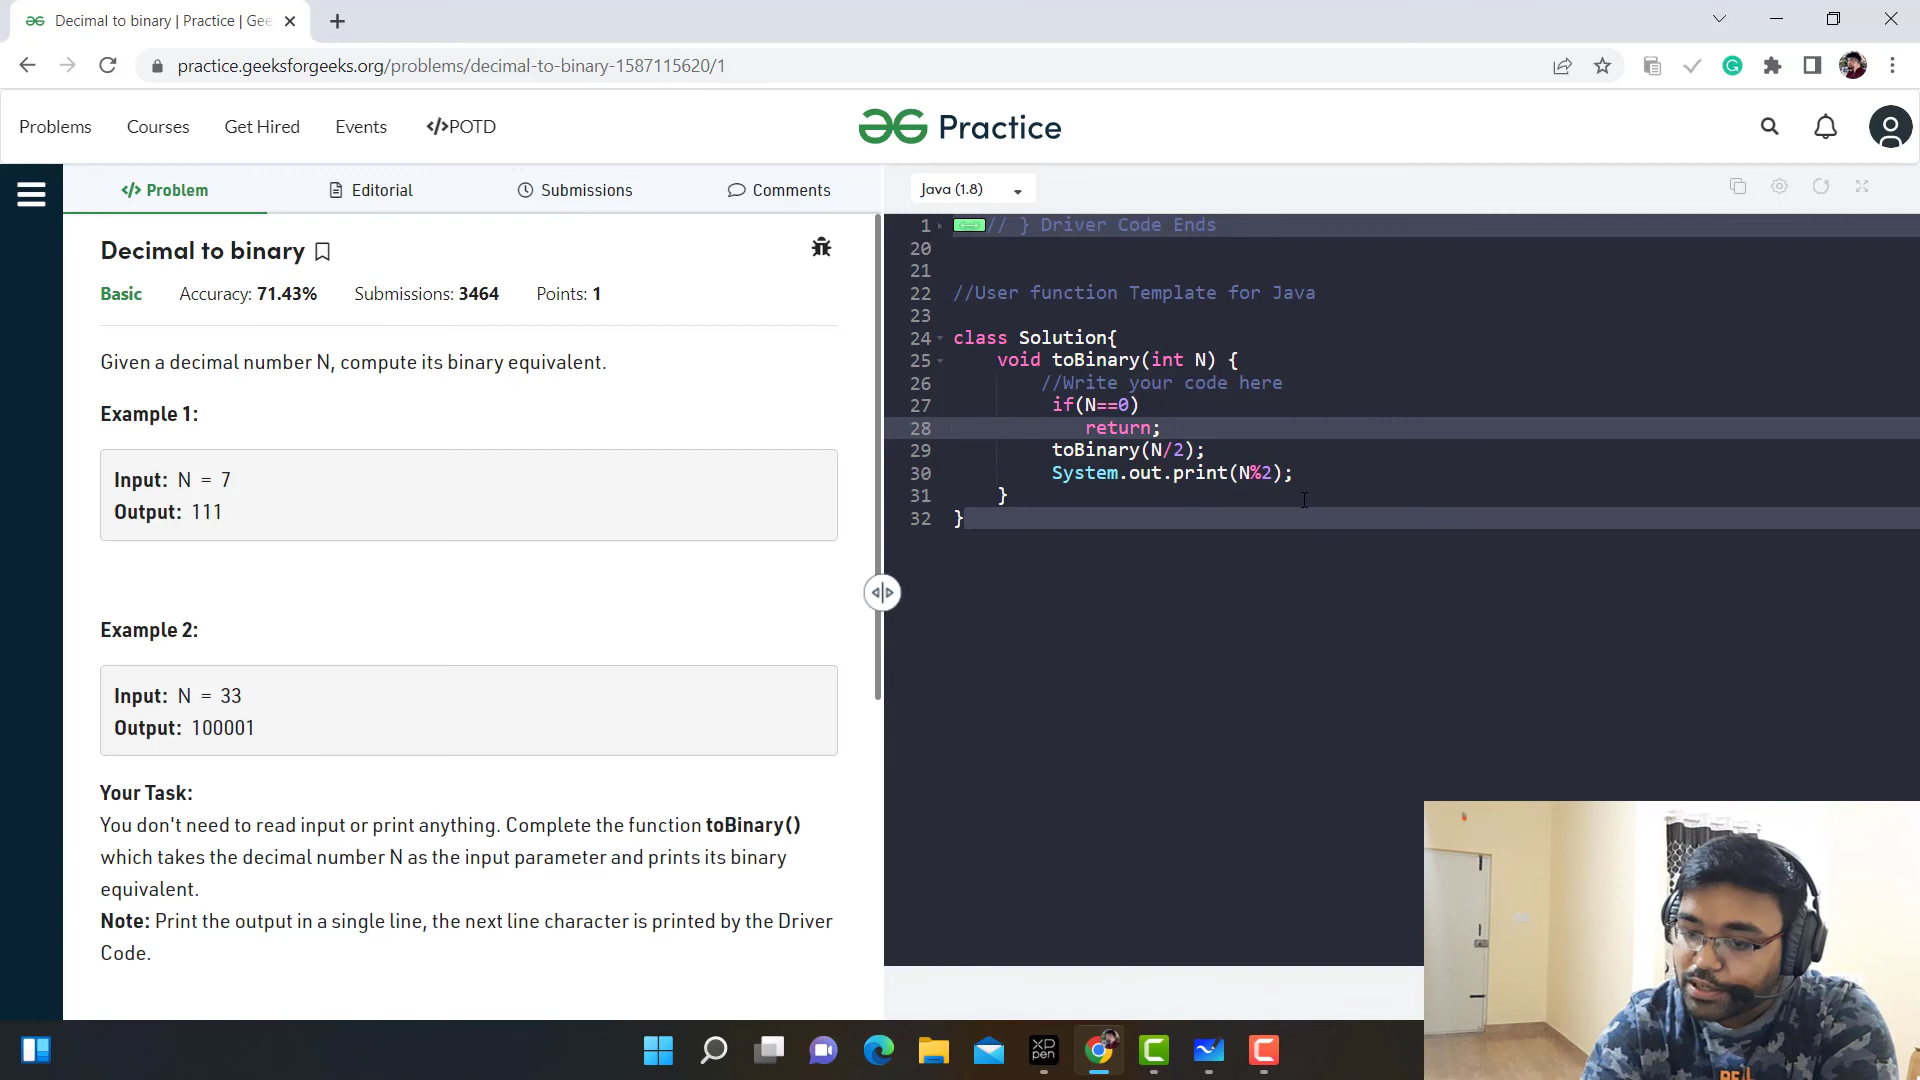 Decimal to binary | Practice | Gee
practice.geeksforgeeks.org/problems/decimal-to-binary-1587115620/1
Problems
Courses
Get Hired
Events
</>POTD
Practice
</> Problem
Editorial
Submissions
Comments
Java (1.8)
Decimal to binary
Basic
Accuracy: 71.43%
Submissions: 3464
Points: 1
Given a decimal number N, compute its binary equivalent.
Example 1:
Input: N = 7
Output: 111
Example 2:
Input: N = 33
Output: 100001
Your Task:
You don't need to read input or print anything. Complete the function toBinary()
which takes the decimal number N as the input parameter and prints its binary
equivalent.
Note: Print the output in a single line, the next line character is printed by the Driver
Code.
1 // } Driver Code Ends
20
21
22 //User function Template for Java
23
24 class Solution{
25 void toBinary(int N) {
26 //Write your code here
27 if(N==0)
28 return;
29 toBinary(N/2);
30 System.out.print(N%2);
31 }
32 }
XP
pen